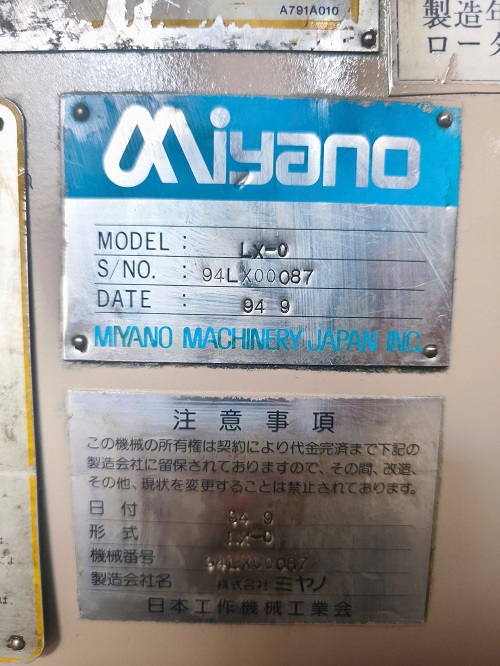 A791A010
製造年
ロータ
Miyano
MODEL : LX-0
S/NO. : 94LX00087
DATE : 94 9
MIYANO MACHINERY JAPAN INC.
注意事項
この機械の所有権は契約により代金完済まで下記の
製造会社に留保されておりますので、その間、改造、
その他、現状を変更することは禁止されております。
日付 94 9
形式 LX-0
機械番号 94LX00087
製造会社名 株式会社 ミヤノ
日本工作機械工業会